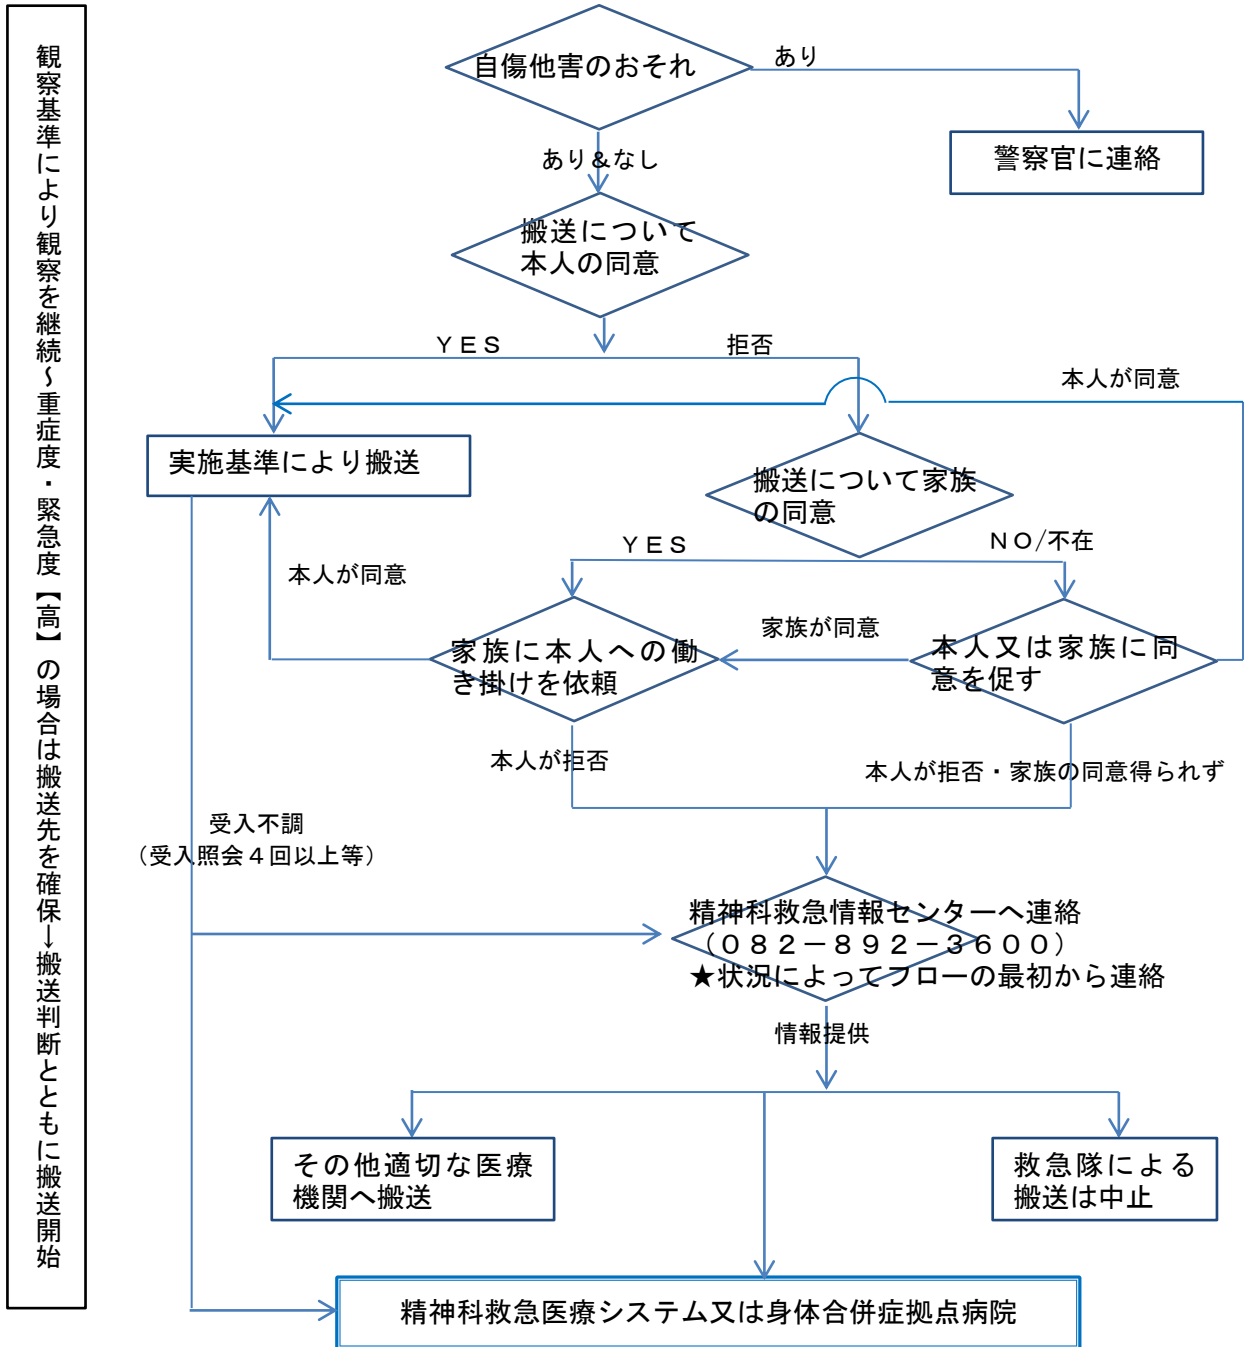 観察基準により観察を継続～重症度・緊急度【高】の場合は搬送先を確保→搬送判断とともに搬送開始
自傷他害のおそれ
あり
警察官に連絡
あり&なし
搬送について
本人の同意
ＹＥＳ
拒否
本人が同意
実施基準により搬送
搬送について家族
の同意
ＹＥＳ
ＮＯ/不在
本人が同意
家族が同意
家族に本人への働
き掛けを依頼
本人又は家族に同
意を促す
本人が拒否
本人が拒否・家族の同意得られず
受入不調
（受入照会４回以上等）
精神科救急情報センターへ連絡
（０８２－８９２－３６００）
★状況によってフローの最初から連絡
情報提供
その他適切な医療
機関へ搬送
救急隊による
搬送は中止
精神科救急医療システム又は身体合併症拠点病院